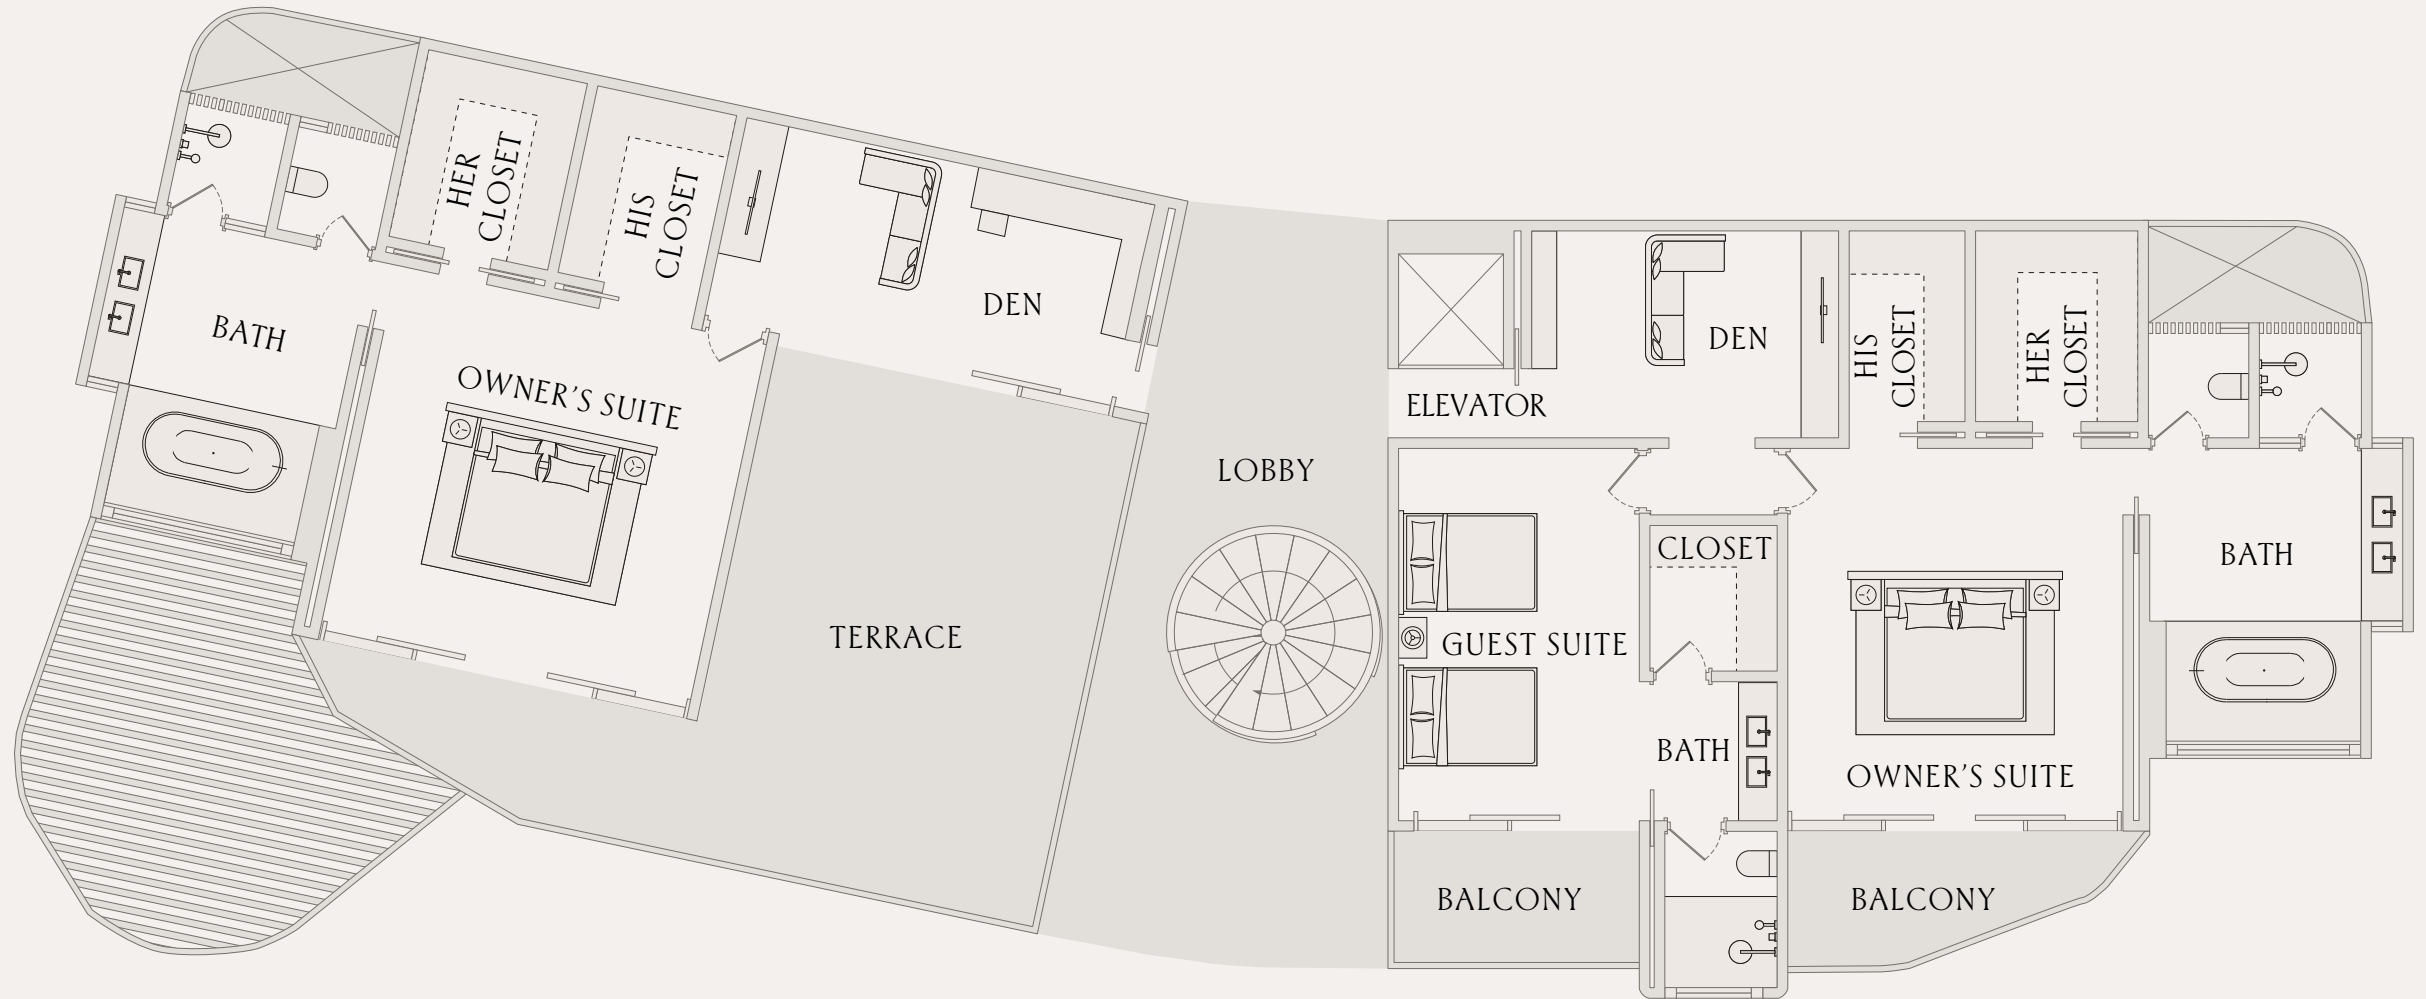 HER
CLOSET
HIS
CLOSET
DEN
BATH
OWNER’S SUITE
TERRACE
LOBBY
ELEVATOR
DEN
HIS
CLOSET
HER
CLOSET
CLOSET
BATH
GUEST SUITE
BATH
OWNER’S SUITE
BALCONY
BALCONY